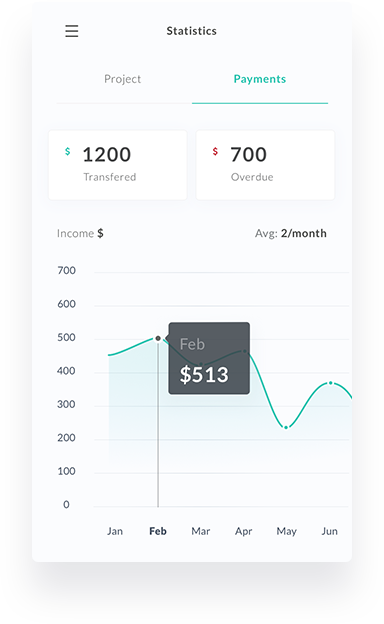 Statistics
Project Payments
$ 1200 $ 700
Transfered Overdue
Income $ Avg: 2/month
700
600
500
Feb
400
$513
300
200
100
0
Jan Feb Mar Apr May Jun